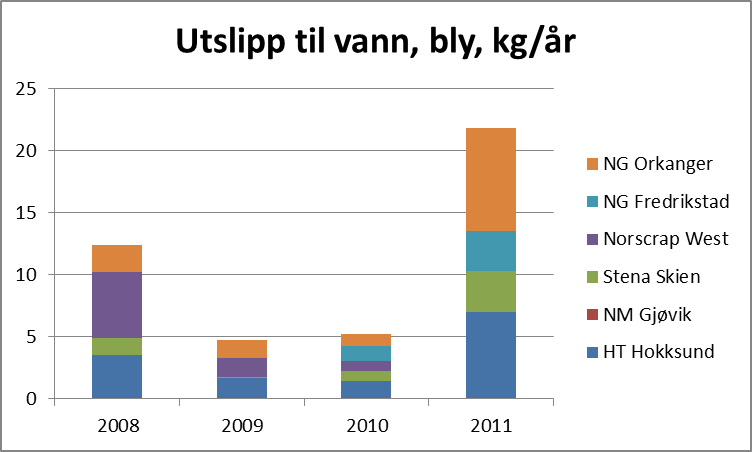 Utslipp til vann, bly, kg/år
25
20
15
10
5
0
2008 2009 2010 2011
NG Orkanger
NG Fredrikstad
Norscrap West
Stena Skien
NM Gjøvik
HT Hokksund